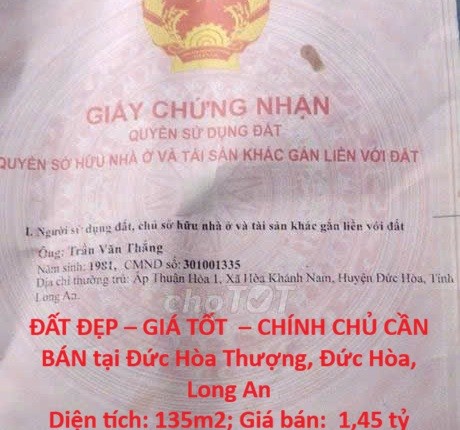 GIẤY CHỨNG NHẬN
QUYỀN SỬ DỤNG ĐẤT
QUYỀN SỞ HỮU NHÀ Ở VÀ TÀI SẢN KHÁC GẮN LIỀN VỚI ĐẤT
I. Người sử dụng đất, chủ sở hữu nhà ở và tài sản khác gắn liền với đất
Ông: Trần Văn Thắng
Năm sinh: 1981, CMND số: 301001335
Địa chỉ thường trú: Ấp Thuận Hòa 1, Xã Hòa Khánh Nam, Huyện Đức Hòa, Tỉnh
Long An.
choTOT
ĐẤT ĐẸP – GIÁ TỐT – CHÍNH CHỦ CẦN
BÁN tại Đức Hòa Thượng, Đức Hòa,
Long An
Diện tích: 135m2; Giá bán: 1,45 tỷ